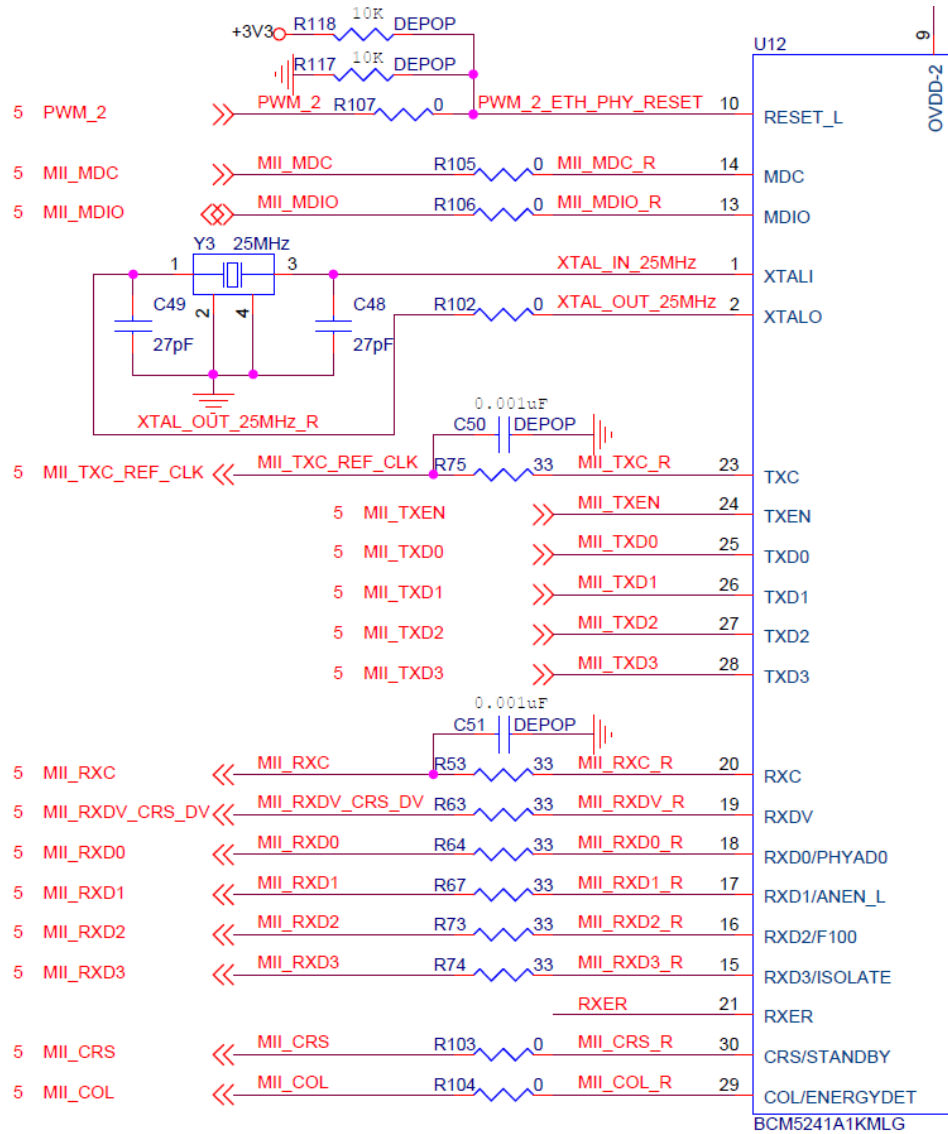 R118 10K DEPOP
+3V3
U12
9
OVDD-2
R117 10K DEPOP
5 PWM_2 PWM_2 R107 0 PWM_2_ETH_PHY_RESET 10 RESET_L
5 MII_MDC MII_MDC R105 0 MII_MDC_R 14 MDC
5 MII_MDIO MII_MDIO R106 0 MII_MDIO_R 13 MDIO
Y3 25MHz
1 3 XTAL_IN_25MHz 1 XTALI
C49 2 4 C48 R102 0 XTAL_OUT_25MHz 2 XTALO
27pF 27pF
XTAL_OUT_25MHz_R
0.001uF
C50 DEPOP
5 MII_TXC_REF_CLK MII_TXC_REF_CLK R75 33 MII_TXC_R 23 TXC
5 MII_TXEN MII_TXEN 24 TXEN
5 MII_TXD0 MII_TXD0 25 TXD0
5 MII_TXD1 MII_TXD1 26 TXD1
5 MII_TXD2 MII_TXD2 27 TXD2
5 MII_TXD3 MII_TXD3 28 TXD3
0.001uF
C51 DEPOP
5 MII_RXC MII_RXC R53 33 MII_RXC_R 20 RXC
5 MII_RXDV_CRS_DV MII_RXDV_CRS_DV R63 33 MII_RXDV_R 19 RXDV
5 MII_RXD0 MII_RXD0 R64 33 MII_RXD0_R 18 RXD0/PHYAD0
5 MII_RXD1 MII_RXD1 R67 33 MII_RXD1_R 17 RXD1/ANEN_L
5 MII_RXD2 MII_RXD2 R73 33 MII_RXD2_R 16 RXD2/F100
5 MII_RXD3 MII_RXD3 R74 33 MII_RXD3_R 15 RXD3/ISOLATE
RXER 21 RXER
5 MII_CRS MII_CRS R103 0 MII_CRS_R 30 CRS/STANDBY
5 MII_COL MII_COL R104 0 MII_COL_R 29 COL/ENERGYDET
BCM5241A1KMLG